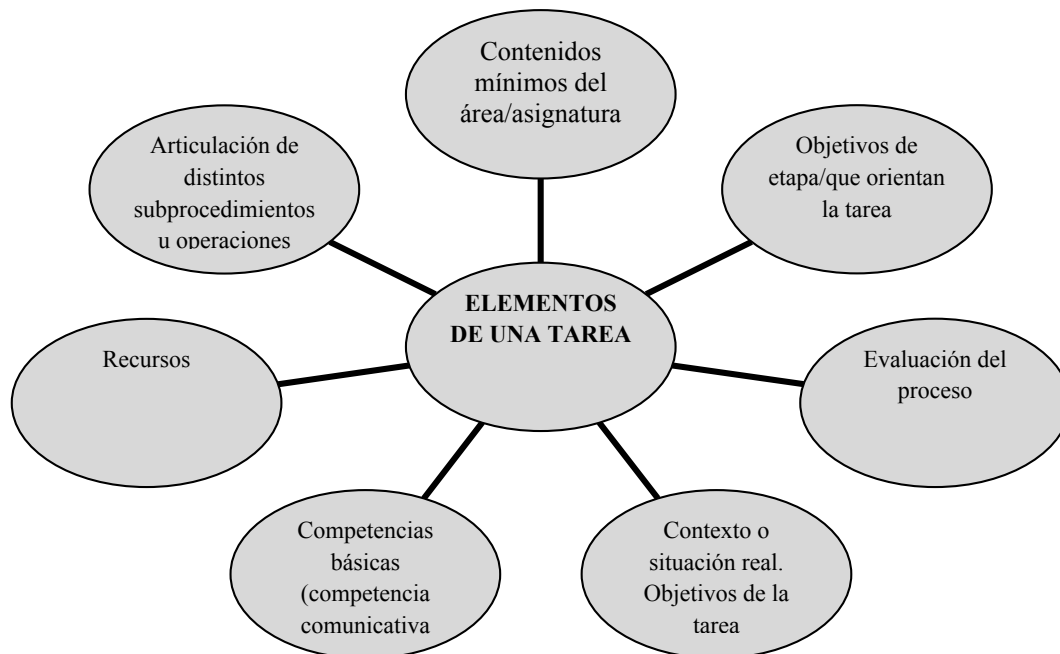 Contenidos
mínimos del
área/asignatura
Articulación de
distintos
subprocedimientos
u operaciones
Objetivos de
etapa/que orientan
la tarea
ELEMENTOS
DE UNA TAREA
Recursos
Evaluación del
proceso
Competencias
básicas
(competencia
comunicativa
Contexto o
situación real.
Objetivos de la
tarea